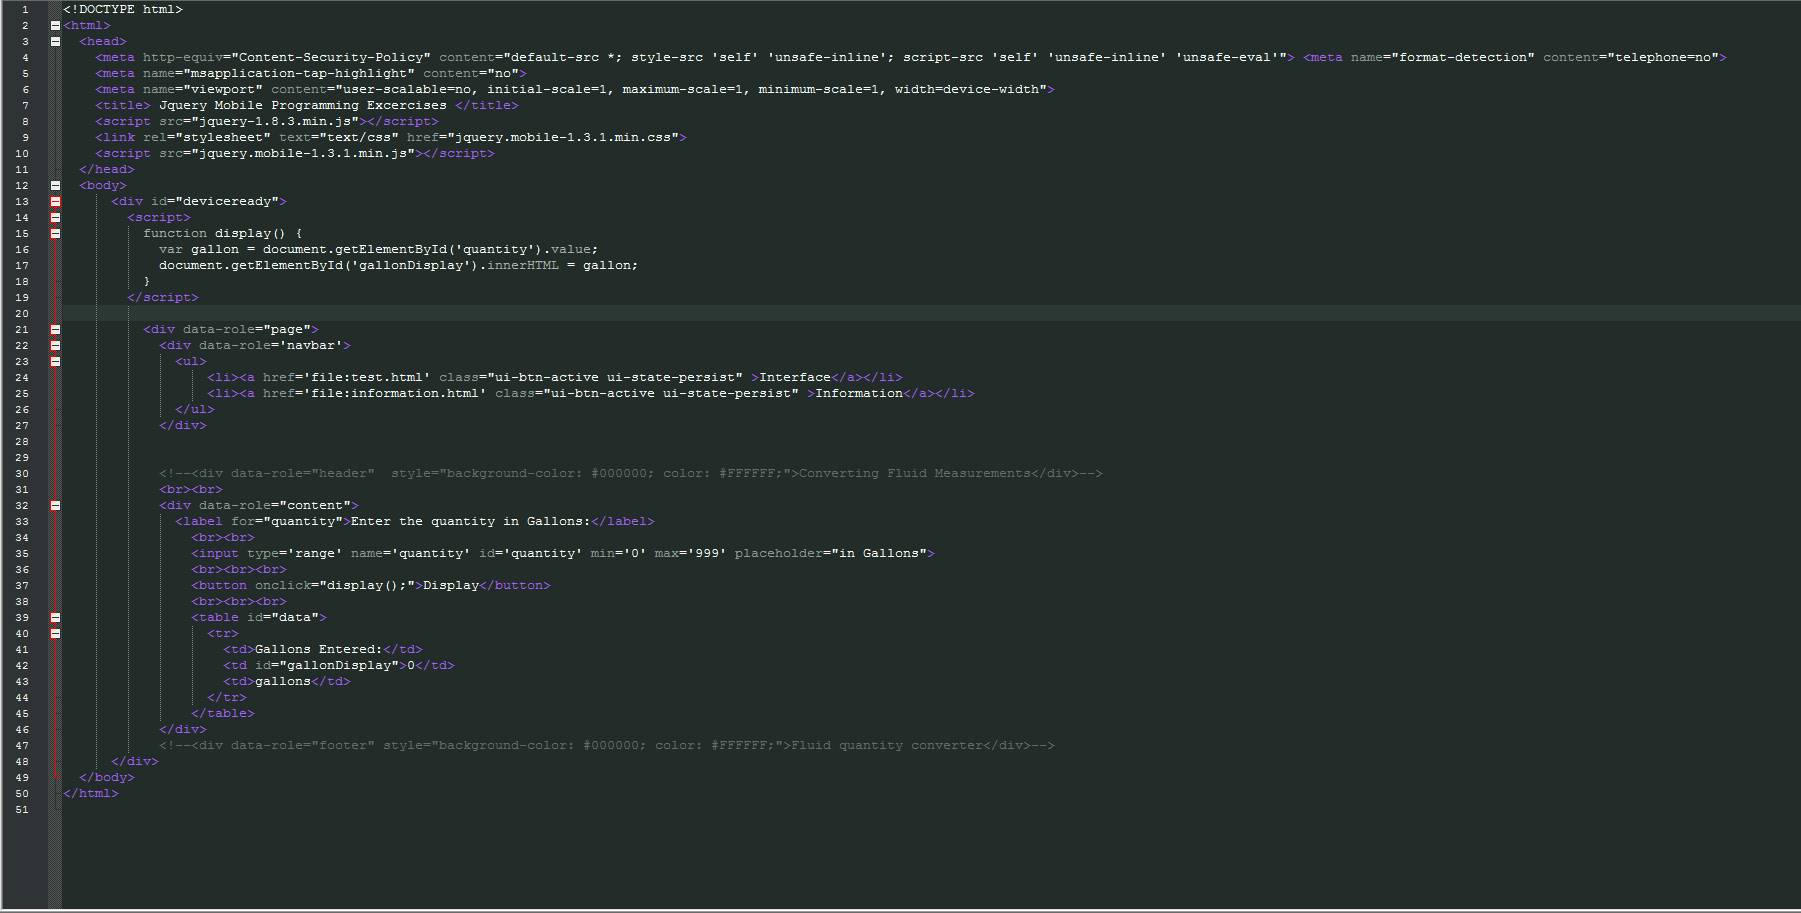 1 <!DOCTYPE html>
2 <html>
3 <head>
4 <meta http-equiv="Content-Security-Policy" content="default-src *; style-src 'self' 'unsafe-inline'; script-src 'self' 'unsafe-inline' 'unsafe-eval'"> <meta name="format-detection" content="telephone=no">
5 <meta name="msapplication-tap-highlight" content="no">
6 <meta name="viewport" content="user-scalable=no, initial-scale=1, maximum-scale=1, minimum-scale=1, width=device-width">
7 <title> Jquery Mobile Programming Excercises </title>
8 <script src="jquery-1.8.3.min.js"></script>
9 <link rel="stylesheet" text="text/css" href="jquery.mobile-1.3.1.min.css">
10 <script src="jquery.mobile-1.3.1.min.js"></script>
11 </head>
12 <body>
13 <div id="deviceready">
14 <script>
15 function display() {
16 var gallon = document.getElementById('quantity').value;
17 document.getElementById('gallonDisplay').innerHTML = gallon;
18 }
19 </script>
20
21 <div data-role="page">
22 <div data-role='navbar'>
23 <ul>
24 <li><a href='file:test.html' class="ui-btn-active ui-state-persist" >Interface</a></li>
25 <li><a href='file:information.html' class="ui-btn-active ui-state-persist" >Information</a></li>
26 </ul>
27 </div>
28
29
30 <!--<div data-role="header"  style="background-color: #000000; color: #FFFFFF;">Converting Fluid Measurements</div>-->
31 <br><br>
32 <div data-role="content">
33 <label for="quantity">Enter the quantity in Gallons:</label>
34 <br><br>
35 <input type='range' name='quantity' id='quantity' min='0' max='999' placeholder="in Gallons">
36 <br><br><br>
37 <button onclick="display();">Display</button>
38 <br><br><br>
39 <table id="data">
40 <tr>
41 <td>Gallons Entered:</td>
42 <td id="gallonDisplay">0</td>
43 <td>gallons</td>
44 </tr>
45 </table>
46 </div>
47 <!--<div data-role="footer" style="background-color: #000000; color: #FFFFFF;">Fluid quantity converter</div>-->
48 </div>
49 </body>
50 </html>
51